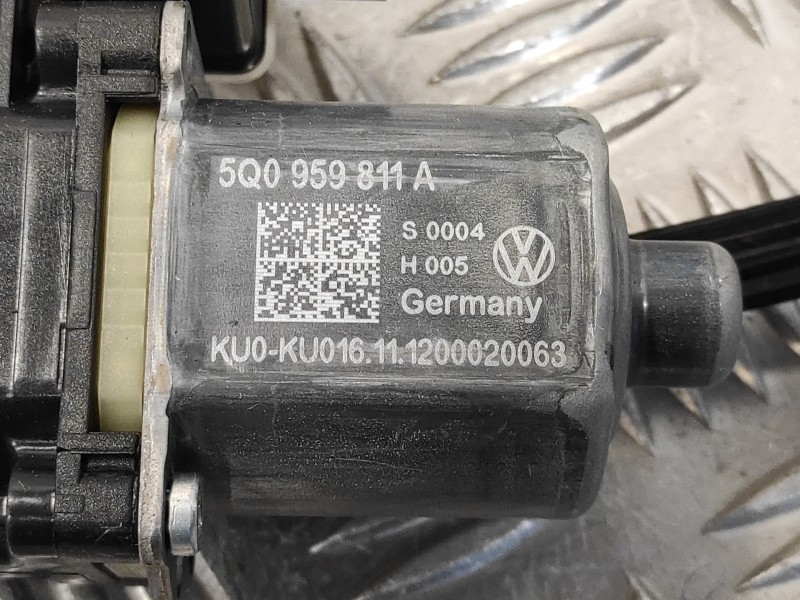 5Q0 959 811 A
S 0004
H 005
Germany
KU0-KU016.11.1200020063